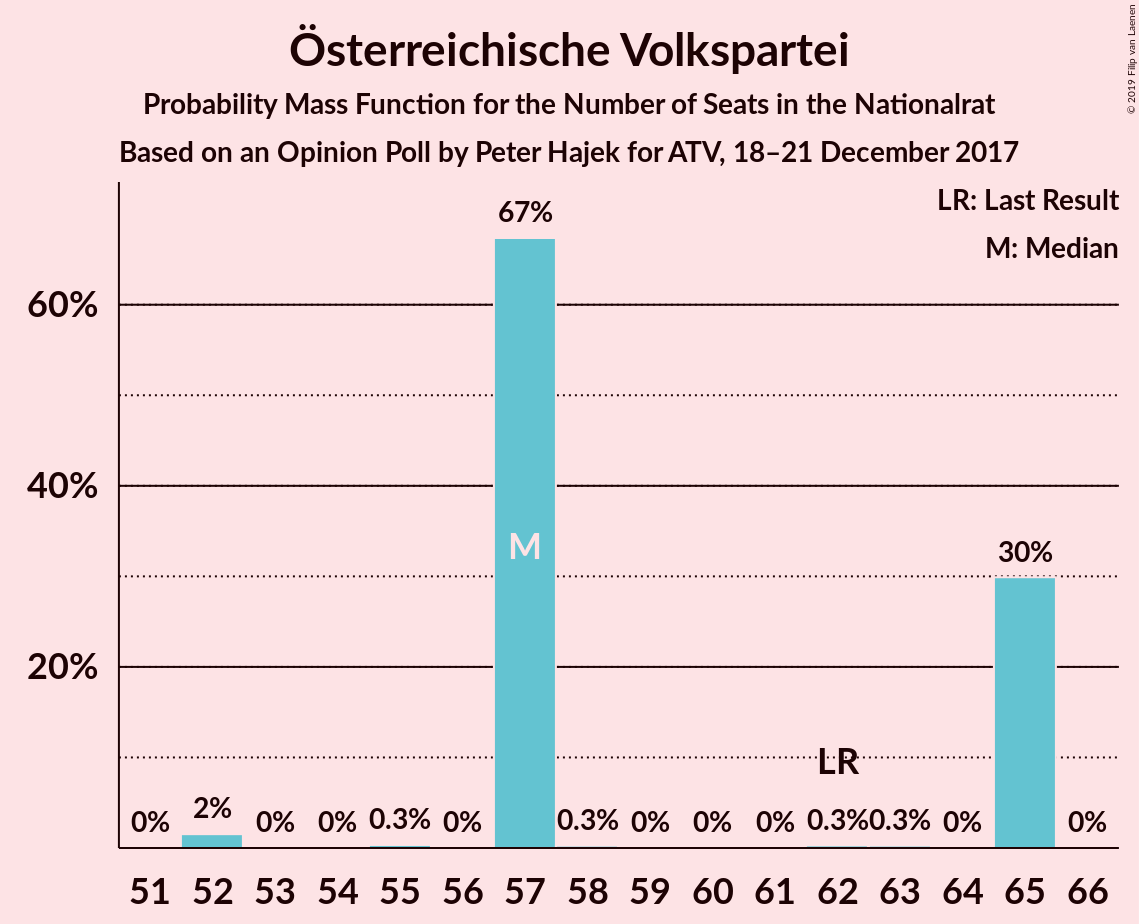 Österreichische Volkspartei
Probability Mass Function for the Number of Seats in the Nationalrat
Based on an Opinion Poll by Peter Hajek for ATV, 18–21 December 2017
© 2019 Filip van Laenen
LR: Last Result
M: Median
67%
60%
40%
M
30%
20%
LR
0% 2% 0% 0% 0.3% 0% 0.3% 0% 0% 0% 0.3% 0.3% 0% 0%
51 52 53 54 55 56 57 58 59 60 61 62 63 64 65 66